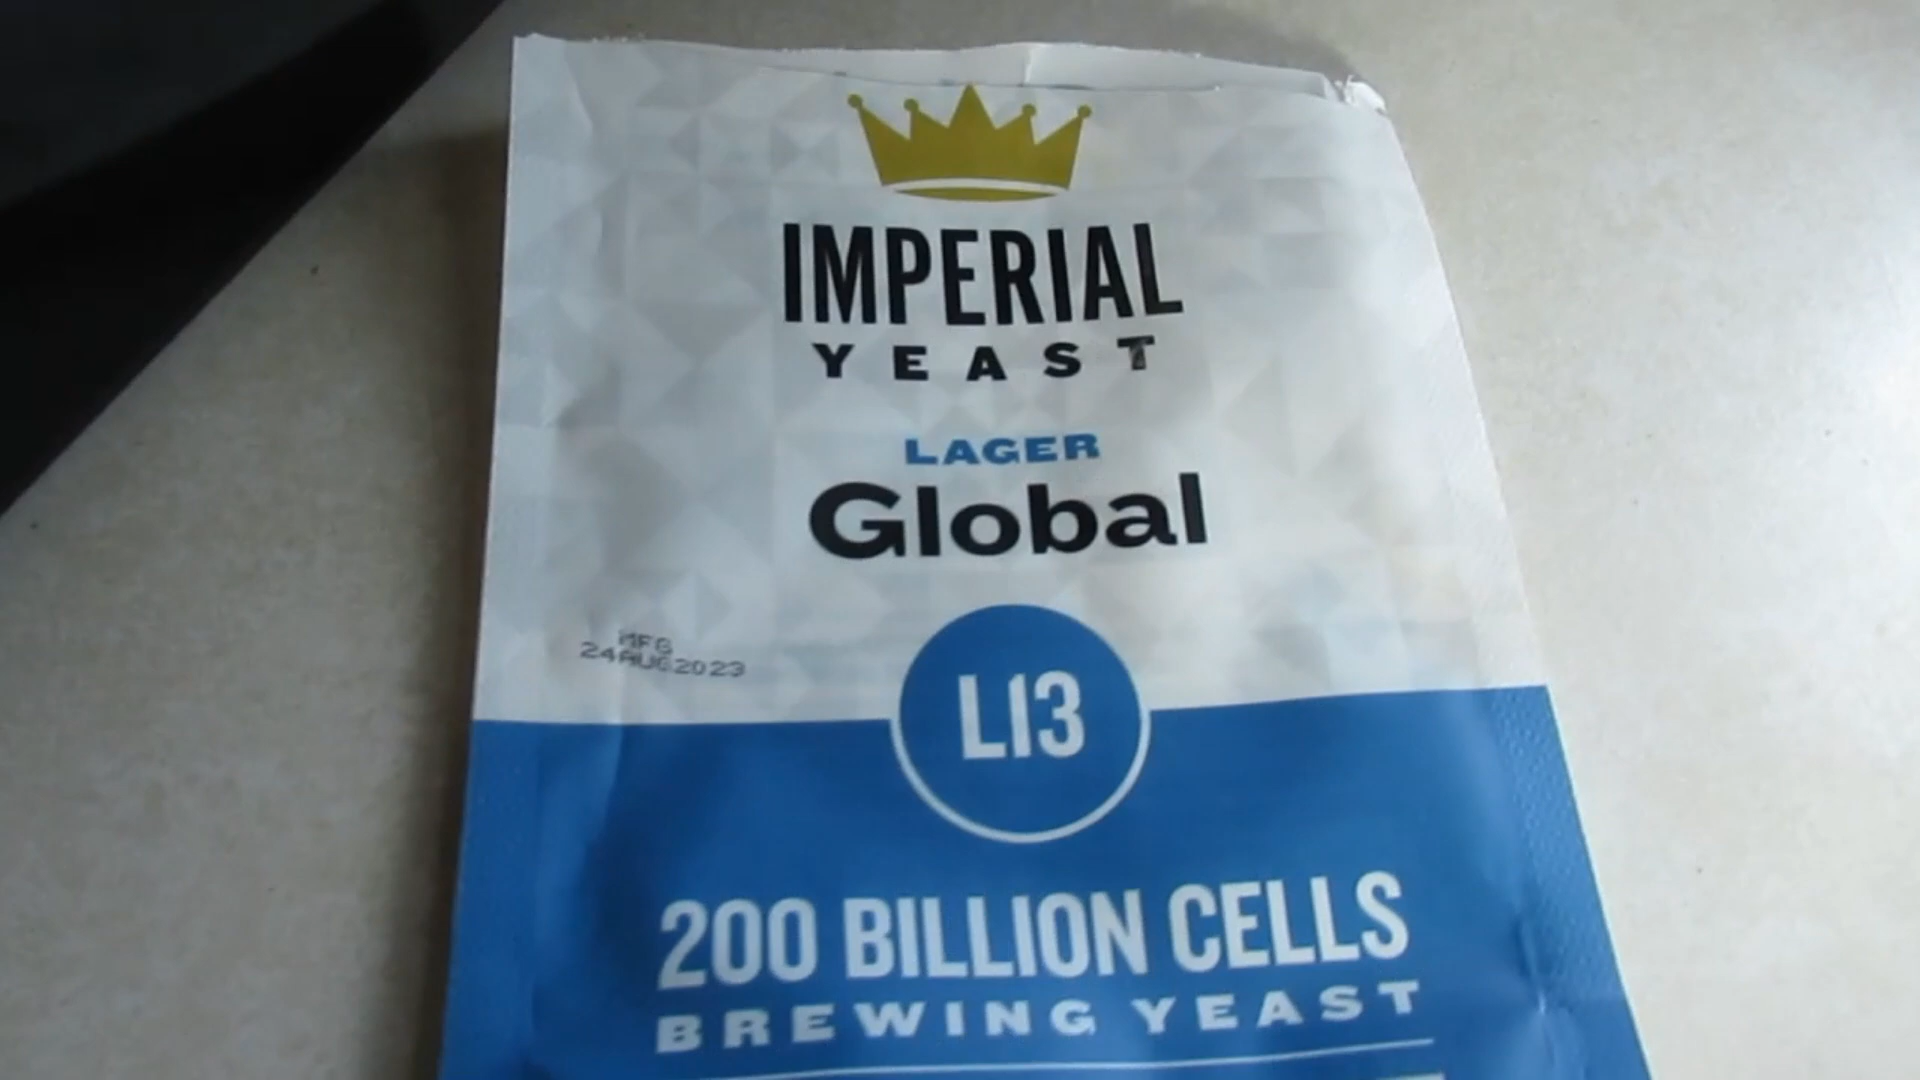 IMPERIAL
YEAST
LAGER
Global
MFG
24AUG2023
L13
200 BILLION CELLS
BREWING YEAST